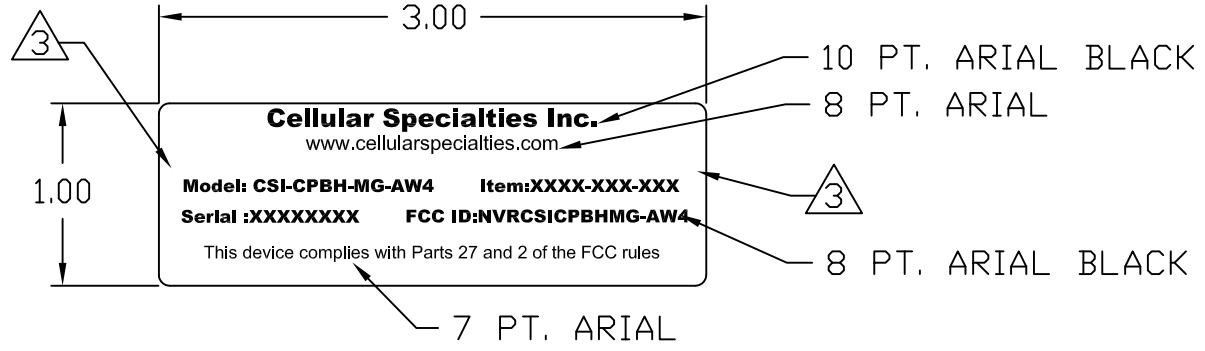 3.00
3
10 PT. ARIAL BLACK
8 PT. ARIAL
Cellular Specialties Inc.
www.cellularspecialties.com
1.00
Model: CSI-CPBH-MG-AW4 Item:XXXX-XXX-XXX
3
Serial :XXXXXXXX FCC ID:NVRCSICPBHMG-AW4
This device complies with Parts 27 and 2 of the FCC rules
8 PT. ARIAL BLACK
7 PT. ARIAL